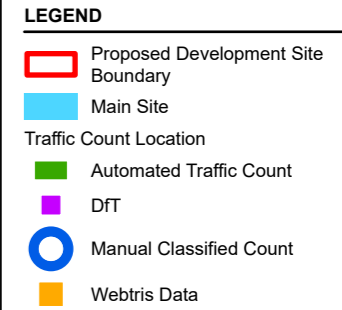 LEGEND
Proposed Development Site
Boundary
Main Site
Traffic Count Location
Automated Traffic Count
DfT
Manual Classified Count
Webtris Data